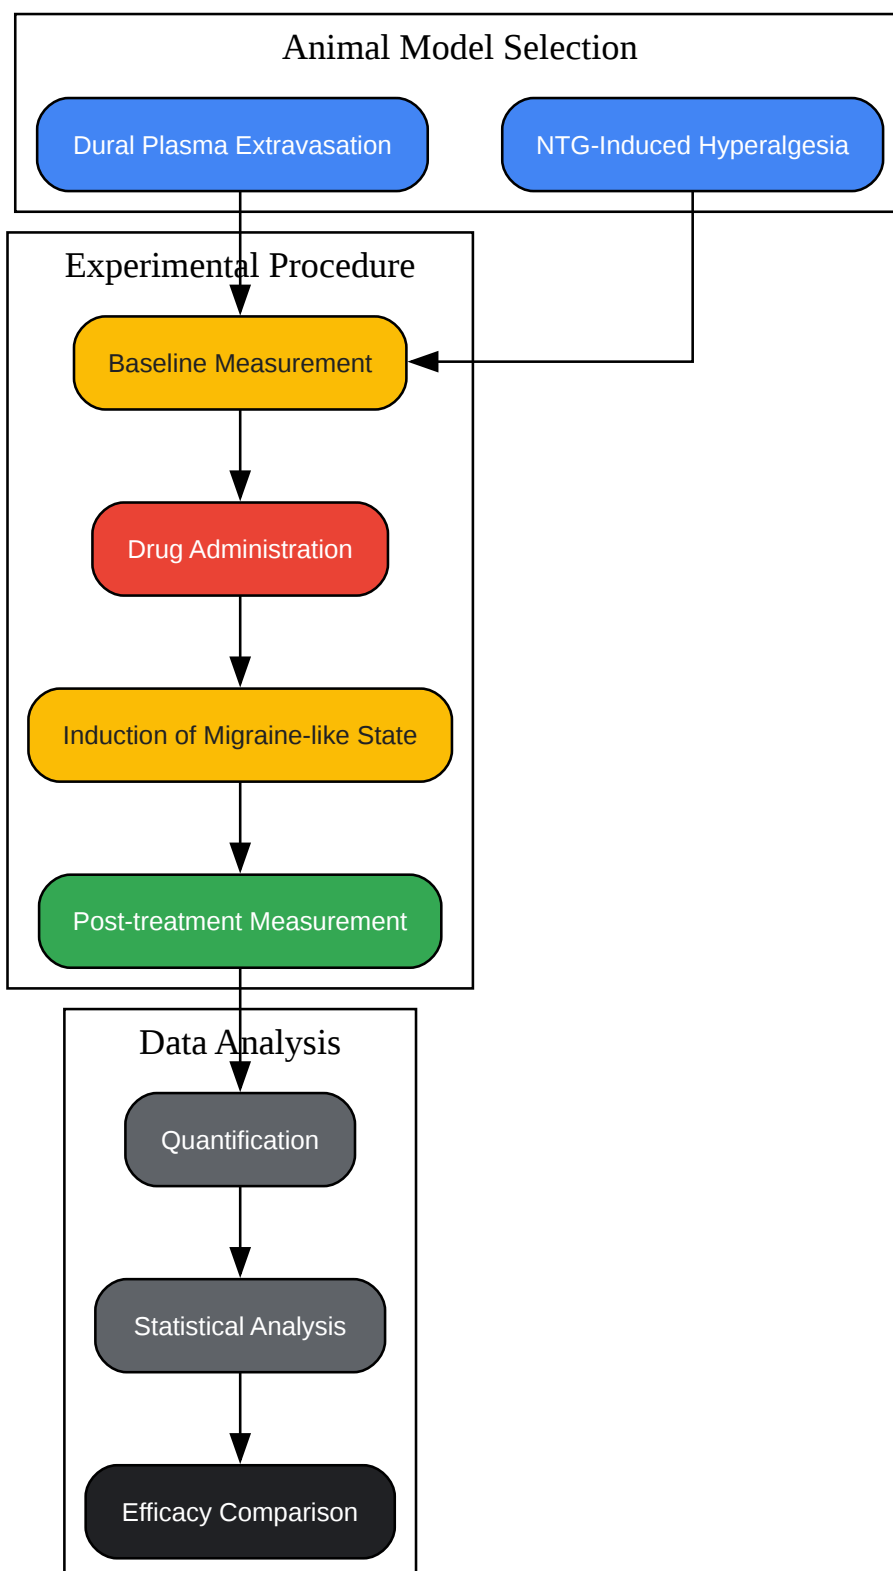 Animal Model Selection
Dural Plasma Extravasation
NTG-Induced Hyperalgesia
Experimental Procedure
Baseline Measurement
Drug Administration
Induction of Migraine-like State
Post-treatment Measurement
Data Analysis
Quantification
Statistical Analysis
Efficacy Comparison